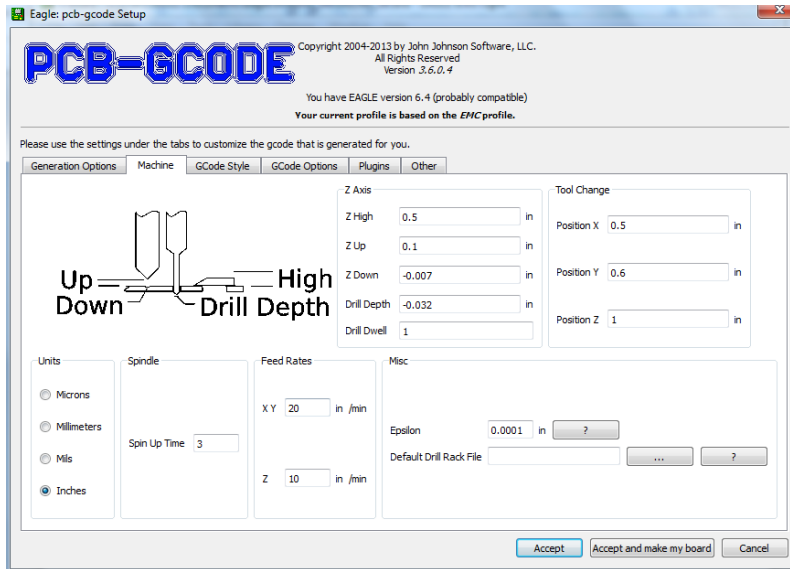 Eagle: pcb-gcode Setup
PCB-GCODE
Copyright 2004-2013 by John Johnson Software, LLC.
All Rights Reserved
Version 3.6.0.4
You have EAGLE version 6.4 (probably compatible)
Your current profile is based on the EMC profile.
Please use the settings under the tabs to customize the gcode that is generated for you.
Generation Options Machine GCode Style GCode Options Plugins Other
Up
Down
High
Drill Depth
Z Axis
Z High 0.5 in
Z Up 0.1 in
Z Down -0.007 in
Drill Depth -0.032 in
Drill Dwell 1
Tool Change
Position X 0.5 in
Position Y 0.6 in
Position Z 1 in
Units
Microns
Millimeters
Mils
Inches
Spindle
Spin Up Time 3
Feed Rates
X Y 20 in /min
Z 10 in /min
Misc
Epsilon 0.0001 in ?
Default Drill Rack File ... ?
Accept Accept and make my board Cancel